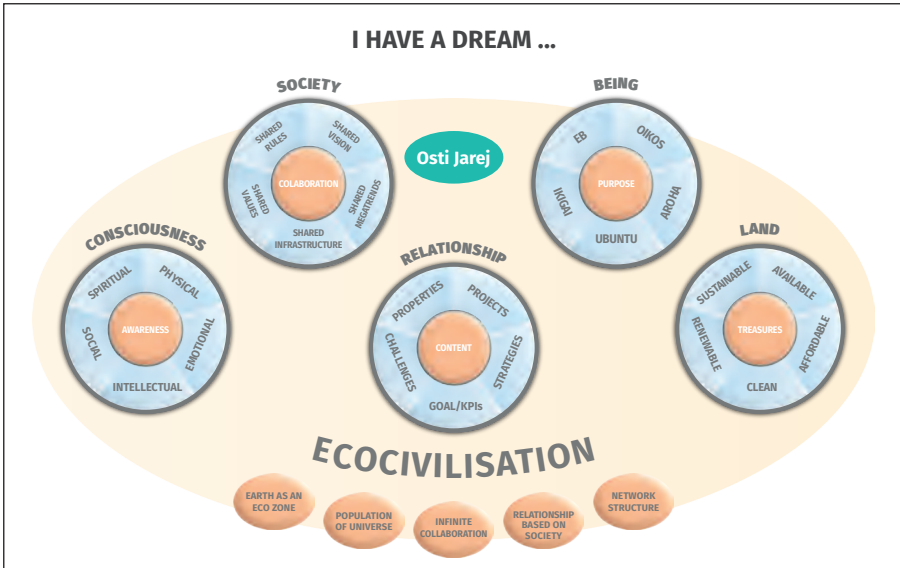 I HAVE A DREAM ...
SOCIETY
SHARED
RULES
SHARED
VISION
SHARED
VALUES
COLABORATION
SHARED
MEGATRENDS
SHARED
INFRASTRUCTURE
Osti Jarej
BEING
EB
OIKOS
IKIGAI
PURPOSE
AROHA
UBUNTU
CONSCIOUSNESS
SPIRITUAL
PHYSICAL
SOCIAL
AWARENESS
EMOTIONAL
INTELLECTUAL
RELATIONSHIP
PROPERTIES
PROJECTS
CHALLENGES
CONTENT
STRATEGIES
GOAL/KPIs
LAND
SUSTAINABLE
AVAILABLE
RENEWABLE
TREASURES
AFFORDABLE
CLEAN
ECOCIVILISATION
EARTH AS AN
ECO ZONE
POPULATION
OF UNIVERSE
INFINITE
COLLABORATION
RELATIONSHIP
BASED ON
SOCIETY
NETWORK
STRUCTURE